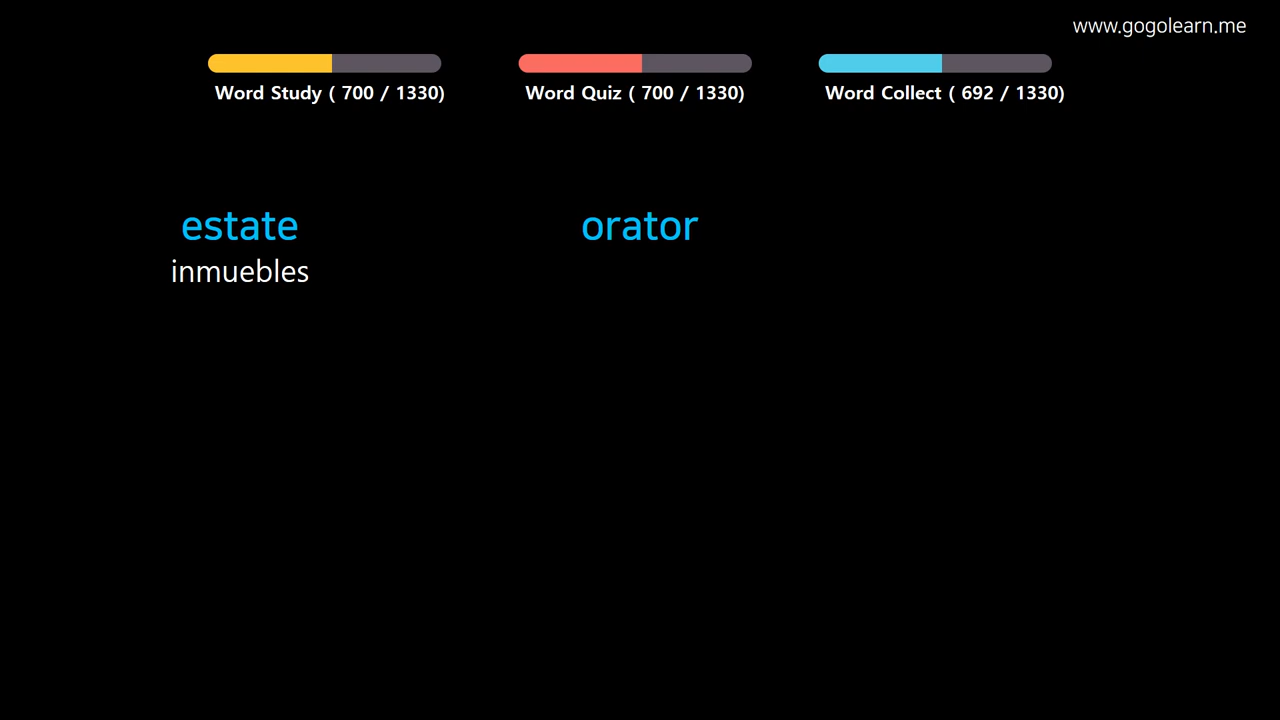 www.gogolearn.me
Word Study ( 700 / 1330)
Word Quiz ( 700 / 1330)
Word Collect ( 692 / 1330)
estate
inmuebles
orator